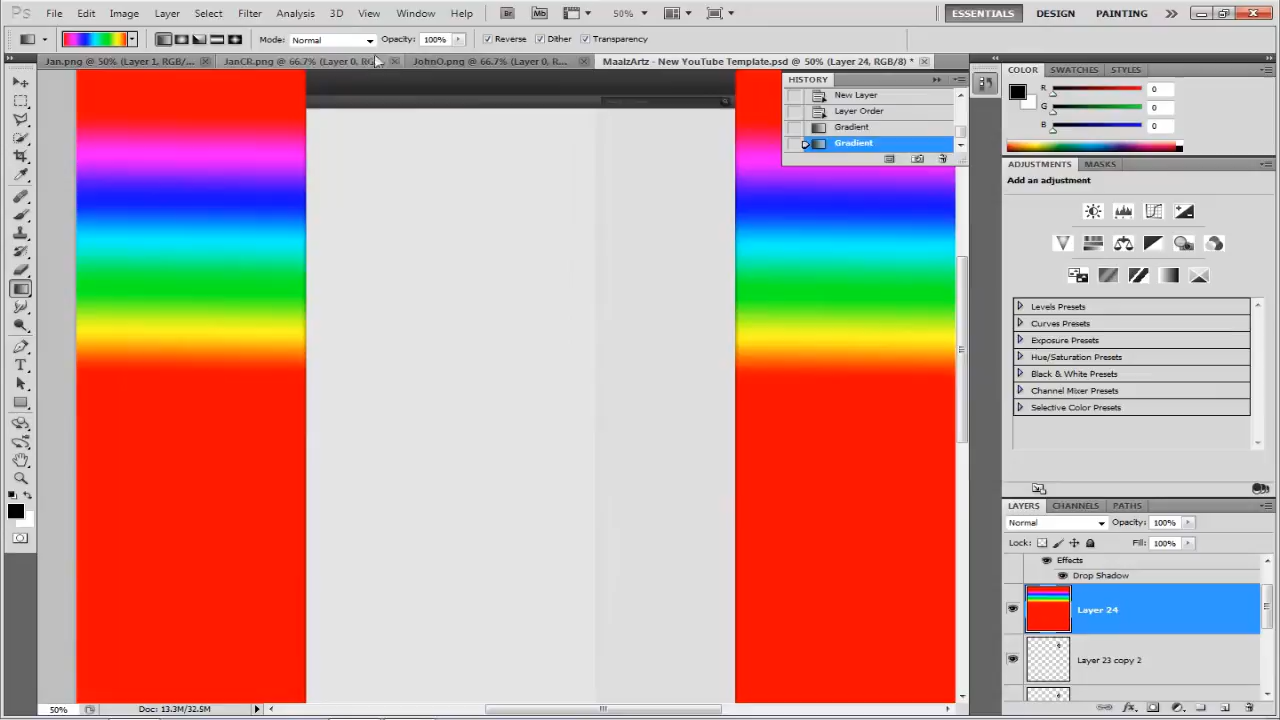 PS File Edit Image Layer Select Filter Analysis 3D View Window Help Br Mb 50% ESSENTIALS DESIGN PAINTING
Mode: Normal Opacity: 100% Reverse Dither Transparency
Jan.png @ 50% (Layer 1, RGB/... JanCR.png @ 66.7% (Layer 0, RG... JohnO.png @ 66.7% (Layer 0, R... MaalzArtz - New YouTube Template.psd @ 50% (Layer 24, RGB/8) *
HISTORY
New Layer
Layer Order
Gradient
Gradient
COLOR SWATCHES STYLES
R 0
G 0
B 0
ADJUSTMENTS MASKS
Add an adjustment
Levels Presets
Curves Presets
Exposure Presets
Hue/Saturation Presets
Black & White Presets
Channel Mixer Presets
Selective Color Presets
LAYERS CHANNELS PATHS
Normal Opacity: 100%
Lock: Fill: 100%
Effects
Drop Shadow
Layer 24
Layer 23 copy 2
50% Doc: 13.3M/32.5M